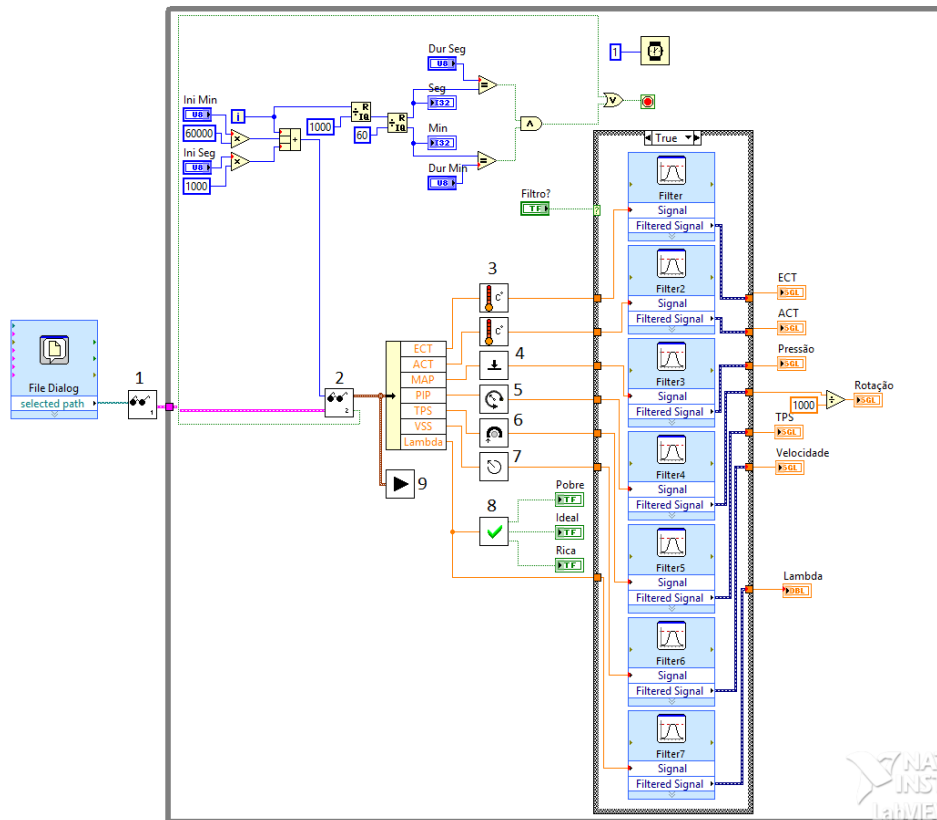 Ini Min
U8
60000
Ini Seg
U8
1000
i
1000
R
IQ
60
R
IQ
Dur Seg
U8
Seg
I32
Min
I32
Dur Min
U8
1
True
Filtro?
TF
?
File Dialog
selected path
1
1
2
2
ECT
ACT
MAP
PIP
TPS
VSS
Lambda
3
C°
C°
4
5
6
7
8
9
Pobre
TF
Ideal
TF
Rica
TF
Filter
Signal
Filtered Signal
Filter2
Signal
Filtered Signal
Filter3
Signal
Filtered Signal
Filter4
Signal
Filtered Signal
Filter5
Signal
Filtered Signal
Filter6
Signal
Filtered Signal
Filter7
Signal
Filtered Signal
ECT
SGL
ACT
SGL
Pressão
SGL
1000
Rotação
SGL
TPS
SGL
Velocidade
SGL
Lambda
DBL
NA
INS
LabVIE